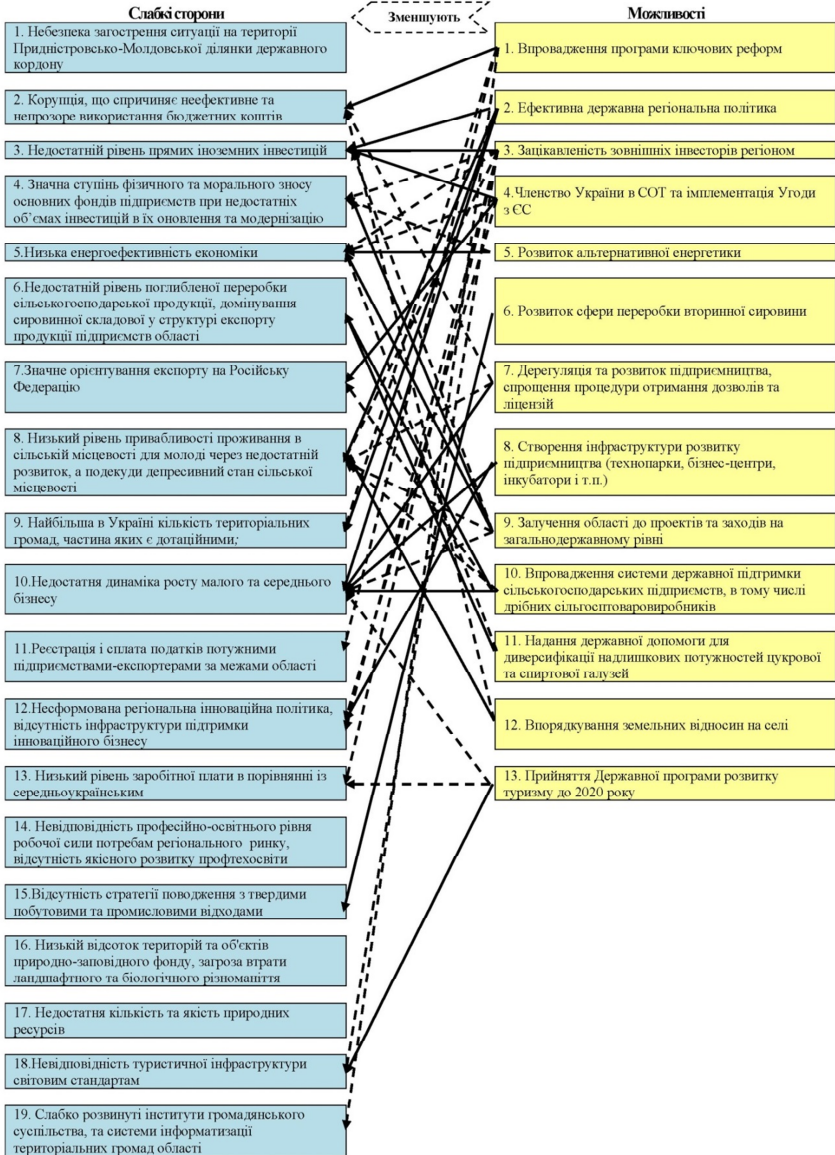 Слабкі сторони
Зменшують
Можливості
1. Небезпека загострення ситуації на території
Придністровсько-Молдовської ділянки державного
кордону
2. Корупція, що спричиняє неефективне та
непрозоре використання бюджетних коштів
3. Недостатній рівень прямих іноземних інвестицій
4. Значна ступінь фізичного та морального зносу
основних фондів підприємств при недостатніх
об’ємах інвестицій в їх оновлення та модернізацію
5.Низька енергоефективність економіки
6.Недостатній рівень поглибленої переробки
сільськогосподарської продукції, домінування
сировинної складової у структурі експорту
продукції підприємств області
7.Значне орієнтування експорту на Російську
Федерацію
8. Низький рівень привабливості проживання в
сільській місцевості для молоді через недостатній
розвиток, а подекуди депресивний стан сільської
місцевості
9. Найбільша в Україні кількість територіальних
громад, частина яких є дотаційними;
10.Недостатня динаміка росту малого та середнього
бізнесу
11.Реєстрація і сплата податків потужними
підприємствами-експортерами за межами області
12.Несформована регіональна інноваційна політика,
відсутність інфраструктури підтримки
інноваційного бізнесу
13. Низький рівень заробітної плати в порівнянні із
середньоукраїнським
14. Невідповідність професійно-освітнього рівня
робочої сили потребам регіонального ринку,
відсутність якісного розвитку профтехосвіти
15.Відсутність стратегії поводження з твердими
побутовими та промисловими відходами
16. Низькій відсоток територій та об'єктів
природно-заповідного фонду, загроза втрати
ландшафтного та біологічного різномаїття
17. Недостатня кількість та якість природних
ресурсів
18.Невідповідність туристичної інфраструктури
світовим стандартам
19. Слабко розвинуті інститути громадянського
суспільства, та системи інформатизації
територіальних громад області
1. Впровадження програми ключових реформ
2. Ефективна державна регіональна політика
3. Зацікавленість зовнішніх інвесторів регіоном
4.Членство України в СОТ та імплементація Угоди
з ЄС
5. Розвиток альтернативної енергетики
6. Розвиток сфери переробки вторинної сировини
7. Дерегуляція та розвиток підприємництва,
спрощення процедури отримання дозволів та
ліцензій
8. Створення інфраструктури розвитку
підприємництва (технопарки, бізнес-центри,
інкубатори і т.п.)
9. Залучення області до проектів та заходів на
загальнодержавному рівні
10. Впровадження системи державної підтримки
сільськогосподарських підприємств, в тому числі
дрібних сільгосптоваровиробників
11. Надання державної допомоги для
диверсифікації надлишкових потужностей цукрової
та спиртової галузей
12. Впорядкування земельних відносин на селі
13. Прийняття Державної програми розвитку
туризму до 2020 року